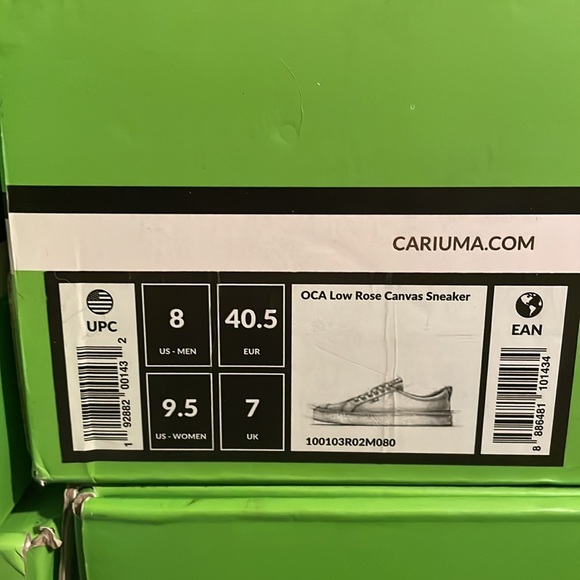 CARIUMA.COM
UPC
1 92882 00143 2
8
US - MEN
40.5
EUR
9.5
US - WOMEN
7
UK
OCA Low Rose Canvas Sneaker
100103R02M080
EAN
8 886481 101434